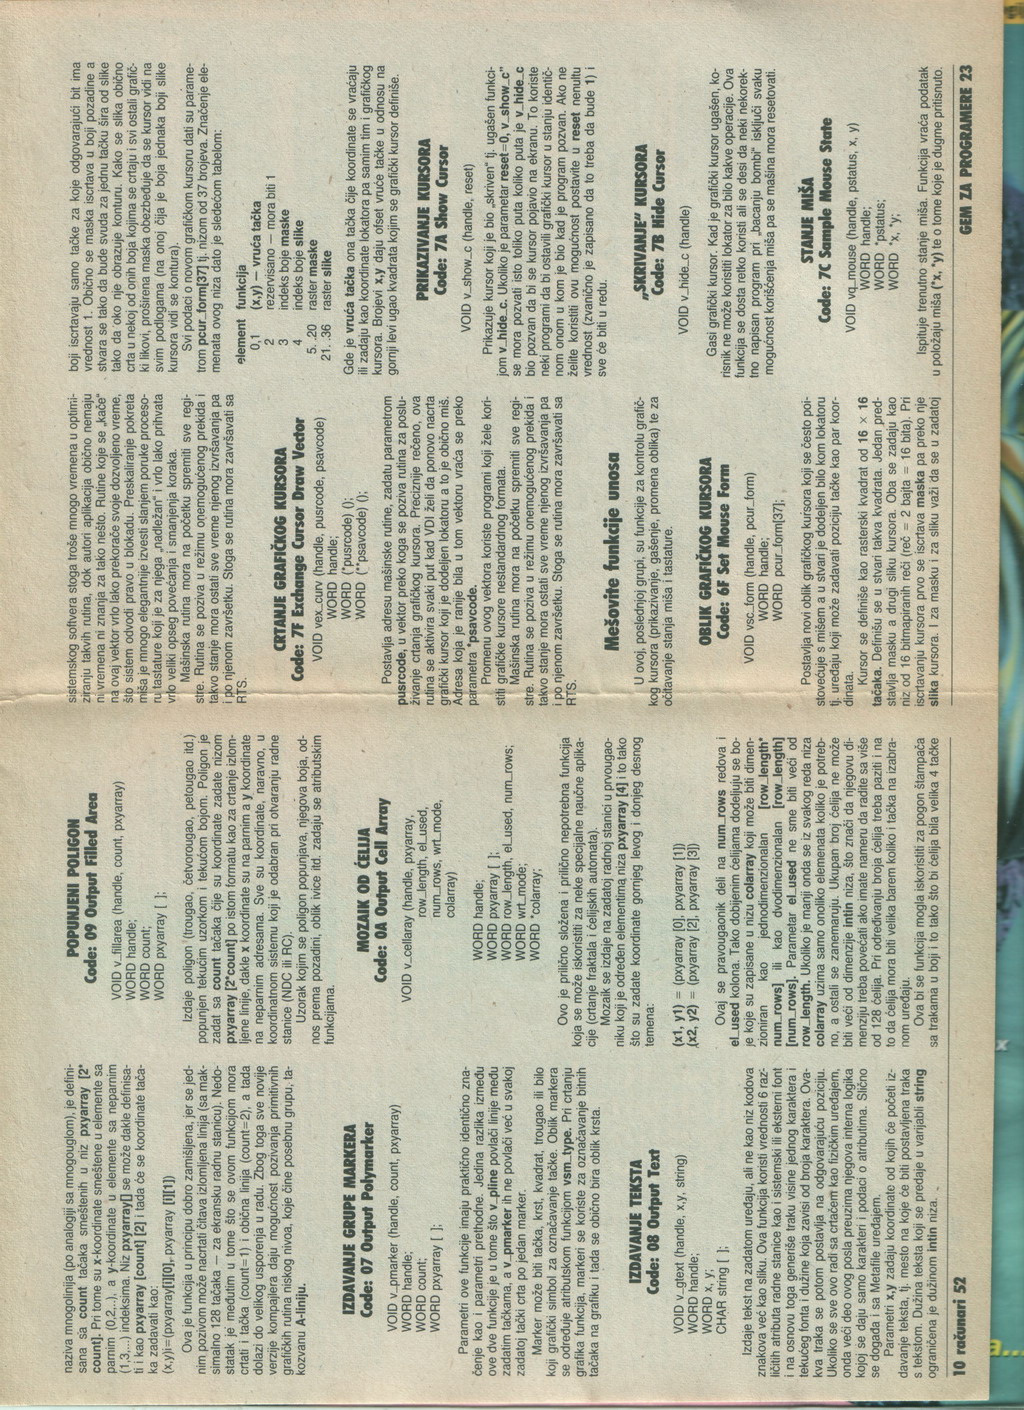 naziva mnogolinija (po analogiji sa mnogouglom), je defini-
sana sa count tačaka smeštenih u niz pxyarray [2*
count]. Pri tome su x-koordinate smeštene u elemente sa
parnim (0,2,..), a y-koordinate u elemente sa neparnim
(1,3,...) indeksima. Niz pxyarray[] se može dakle definisa-
ti i kao pxyarray [count] [2] i tada će se koordinate tača-
ka zadavati kao:
(x,y)i=(pxyarray[i][0], pxyarray [i][1])
Ova je funkcija u principu dobro zamišljena, jer se jed-
nim pozivom može nacrtati čitava izlomljena linija (sa mak-
simalno 128 tačaka — za ekransku radnu stanicu). Nedo-
statak je međutim u tome što se ovom funkcijom mora
crtati i tačka (count=1) i obična linija (count=2), a tada
dolazi do velikog usporenja u radu. Zbog toga sve novije
verzije kompajlera daju mogućnost pozivanja primitivnih
grafičkih rutina niskog nivoa, koje čine posebnu grupu, ta-
kozvanu A-liniju.
IZDAVANJE GRUPE MARKERA
Code: 07 Output Polymarker
VOID v_pmarker (handle, count, pxyarray)
WORD handle;
WORD count;
WORD pxyarray [ ];
Parametri ove funkcije imaju praktično identično zna-
čenje kao i parametri prethodne. Jedina razlika između
ove dve funkcije je u tome što v_pline povlači linije među
zadatim tačkama, a v_pmarker ih ne povlači već u svakoj
zadatoj tački crta po jedan marker.
Marker može biti tačka, krst, kvadrat, trougao ili bilo
koji grafički simbol za označavanje tačke. Oblik markera
se određuje atributskom funkcijom vsm_type. Pri crtanju
grafika funkcija, markeri se koriste za označavanje bitnih
tačaka na grafiku i tada se obično bira oblik krsta.
IZDAVANJE TEKSTA
Code: 08 Output Text
VOID v_gtext (handle, x,y, string)
WORD handle;
WORD x, y;
CHAR string [ ];
Izdaje tekst na zadatom uređaju, ali ne kao niz kodova
znakova već kao sliku. Ova funkcija koristi vrednosti 6 raz-
ličitih atributa radne stanice kao i sistemski ili eksterni font
i na osnovu toga generiše traku visine jednog karaktera i
tekućeg fonta i dužine koja zavisi od broja karaktera. Ova-
kva traka se potom postavlja na odgovarajuću poziciju.
Ukoliko se sve ovo radi sa crtačem kao fizičkim uređajem,
onda veći deo ovog posla preuzima njegova interna logika
kojoj se daju samo karakteri i podaci o atributima. Slično
se događa i sa Metafile uređajem.
Parametri x,y zadaju koordinate od kojih će početi iz-
davanje teksta, tj. mesto na koje će biti postavljena traka
s tekstom. Dužina teksta koji se predaje u varijabli string
ograničena je dužinom intin niza.
10 računari 52
POPUNJENI POLIGON
Code: 09 Output Filled Area
VOID v_fillarea (handle, count, pxyarray)
WORD handle;
WORD count;
WORD pxyarray [ ];
Izdaje poligon (trougao, četvorougao, petougao itd.)
popunjen tekućim uzorkom i tekućom bojom. Poligon je
zadat sa count tačaka čije su koordinate zadate nizom
pxyarray [2*count] po istom formatu kao za crtanje izlom-
ljene linije, dakle x koordinate na parnim a y koordinate
na neparnim adresama. Sve su koordinate, naravno, u
koordinatnom sistemu koji je odabran pri otvaranju radne
stanice (NDC ili RC).
Uzorak kojim se poligon popunjava, njegova boja, od-
nos prema pozadini, oblik ivice itd. zadaju se atributskim
funkcijama.
MOZAIK OD ĆELIJA
Code: 0A Output Cell Array
VOID v_celloray (handle, pxyarray,
row_length, el_used,
num_rows, wrt_mode,
colarray)
WORD handle;
WORD pxyarray [ ];
WORD row_length, el_used, num_rows;
WORD wrt_mode;
WORD *colarray;
Ovo je prilično složena i prilično nepotrebna funkcija
koja se može iskoristiti za neke specijalne naučne aplika-
cije (crtanje fraktala i ćelijskih automata).
Mozaik se izdaje na zadatoj radnoj stanici u prvougao-
niku koji je određen elementima niza pxyarray [4] i to tako
što su zadate koordinate gornjeg levog i donjeg desnog
temena:
(x1, y1) = (pxyarray [0], pxyarray [1])
(x2, y2) = (pxyarray [2], pxyarray [3])
Ovaj se pravougaonik deli na num_rows redova i
el_used kolona. Tako dobijenim ćelijama dodeljuju se bo-
je koje su zapisane u nizu colarray koji može biti dimen-
zioniran kao jednodimenzionalan [row_length*
num_rows] ili kao dvodimenzionalan [row_length]
[num_rows]. Parametar el_used ne sme biti veći od
row_length. Ukoliko je manji onda se iz svakog reda niza
colarray uzima samo onoliko elemenata koliko je potreb-
no, a ostali se zanemaruju. Ukupan broj ćelija ne može
biti veći od dimenzije intin niza, što znači da njegovu di-
menziju treba povećati ako imate nameru da radite sa više
od 128 ćelija. Pri određivanju broja ćelija treba paziti i na
to da ćelija mora biti velika barem koliko i tačka na izabra-
nom uređaju.
Ova bi se funkcija mogla iskoristiti za pogon štampača
sa trakama u boji i to tako što bi ćelija bila velika 4 tačke
sistemskog softvera stoga troše mnogo vremena u optimi-
ziranju takvih rutina, dok autori aplikacija obično nemaju
ni vremena ni znanja za tako nešto. Rutine koje se „kače“
na ovaj vektor vrlo lako prekorače svoje dozvoljeno vreme,
što sistem odvodi pravo u blokadu. Preskaliranje pokreta
miša je mnogo elegantnije izvesti slanjem poruke proceso-
ru tastature koji je za njega „nadležan“ i vrlo lako prihvata
vrlo veliki opseg povećanja i smanjenja koraka.
Mašinska rutina mora na početku spremiti sve regi-
stre. Rutina se poziva u režimu onemogućenog prekida i
takvo stanje mora ostati sve vreme njenog izvršavanja pa
i po njenom završetku. Stoga se rutina mora završavati sa
RTS.
CRTANJE GRAFIČKOG KURSORA
Code: 7F Exchange Cursor Draw Vector
VOID vex_curv (handle, pusrcode, psavcode)
WORD handle;
WORD (*pusrcode) ();
WORD (**psavcode) ();
Postavlja adresu mašinske rutine, zadatu parametrom
pusrcode, u vektor preko koga se poziva rutina za poslu-
živanje crtanja grafičkog kursora. Preciznije rečeno, ova
rutina se aktivira svaki put kad VDI želi da ponovo nacrta
grafički kursor koji je dodeljen lokatoru, a to je obično miš.
Adresa koja je ranije bila u tom vektoru vraća se preko
parametra *psavcode.
Promenu ovog vektora koriste programi koji žele kori-
stiti grafičke kursore nestandardnog formata.
Mašinska rutina mora na početku spremiti sve regi-
stre. Rutina se poziva u režimu onemogućenog prekida i
takvo stanje mora ostati sve vreme njenog izvršavanja pa
i po njenom završetku. Stoga se rutina mora završavati sa
RTS.
Mešovite funkcije unosa
U ovoj, poslednjoj grupi, su funkcije za kontrolu grafič-
kog kursora (prikazivanje, gašenje, promena oblika) te za
očitavanje stanja miša i tastature.
OBLIK GRAFIČKOG KURSORA
Code: 6F Set Mouse Form
VOID vsc_form (handle, pcur_form)
WORD handle;
WORD pcur_form[37];
Postavlja novi oblik grafičkog kursora koji se često poi-
stovećuje s mišem a u stvari je dodeljen bilo kom lokatoru
tj. uređaju koji može zadavati poziciju tačke kao par koor-
dinata.
Kursor se definiše kao rasterski kvadrat od 16 x 16
tačaka. Definišu se u stvari takva kvadrata. Jedan pred-
stavlja masku a drugi sliku kursora. Oba se zadaju kao
niz od 16 bitmapiranih reči (reč = 2 bajta = 16 bita). Pri
iscrtavanju kursora prvo se iscrtava maska pa preko nje
slika kursora. I za masku i za sliku važi da se u zadatoj
boji iscrtavaju samo tačke za koje odgovarajući bit ima
vrednost 1. Obično se maska iscrtava u boji pozadine a
stvara se tako da bude svuda za jednu tačku šira od slike
tako da oko nje obrazuje konturu. Kako se slika obično
crta u nekoj od onih boja kojima se crtaju i svi ostali grafič-
ki likovi, proširena maska obezbeđuje da se kursor vidi na
svim podlogama (na onoj čija je boja jednaka boji slike
kursora vidi se kontura).
Svi podaci o novom grafičkom kursoru dati su parame-
trom pcur_form[37] tj. nizom od 37 brojeva. Značenje ele-
menata ovog niza dato je sledećom tabelom:
element funkcija
0,1 (x,y) — vruća tačka
2 rezervisano — mora biti 1
3 indeks boje maske
4 indeks boje slike
5..20 raster maske
21..36 raster slike
Gde je vruća tačka ona tačka čije koordinate se vraćaju
ili zadaju kao koordinate lokatora pa samim tim i grafičkog
kursora. Brojevi x,y daju ofset vruće tačke u odnosu na
gornji levi ugao kvadrata kojim se grafički kursor definiše.
PRIKAZIVANJE KURSORA
Code: 7A Show Cursor
VOID v_show_c (handle, reset)
Prikazuje kursor koji je bio „skriven“ tj. ugašen funkci-
jom v_hide_c. Ukoliko je parametar reset=0, v_show_c"
se mora pozvati isto toliko puta koliko puta je v_hide_c
bio pozvan da bi se kursor pojavio na ekranu. To koriste
neki programi da bi ostavili grafički kursor u stanju identič-
nom onom u kom je bio kad je program pozvan. Ako ne
želite koristiti ovu mogućnost postavite u reset nenultu
vrednost (zvanično je zapisano da to treba da bude 1) i
sve će biti u redu.
„SKRIVANJE" KURSORA
Code: 7B Hide Cursor
VOID v_hide_c (handle)
Gasi grafički kursor. Kad je grafički kursor ugašen, ko-
risnik ne može koristiti lokator za bilo kakve operacije. Ova
funkcija se dosta retko koristi ali se desi da neki nekorek-
tno napisan program pri „bacanju bombi“ isključi svaku
mogućnost korišćenja miša pa se mašina mora resetovati.
STANJE MIŠA
Code: 7C Sample Mouse State
VOID vq_mouse (handle, pstatus, x, y)
WORD handle;
WORD *pstatus;
WORD *x, *y;
Ispituje trenutno stanje miša. Funkcija vraća podatak
u položaju miša (*x, *y) te o tome koje je dugme pritisnuto.
GEM ZA PROGRAMERE 23